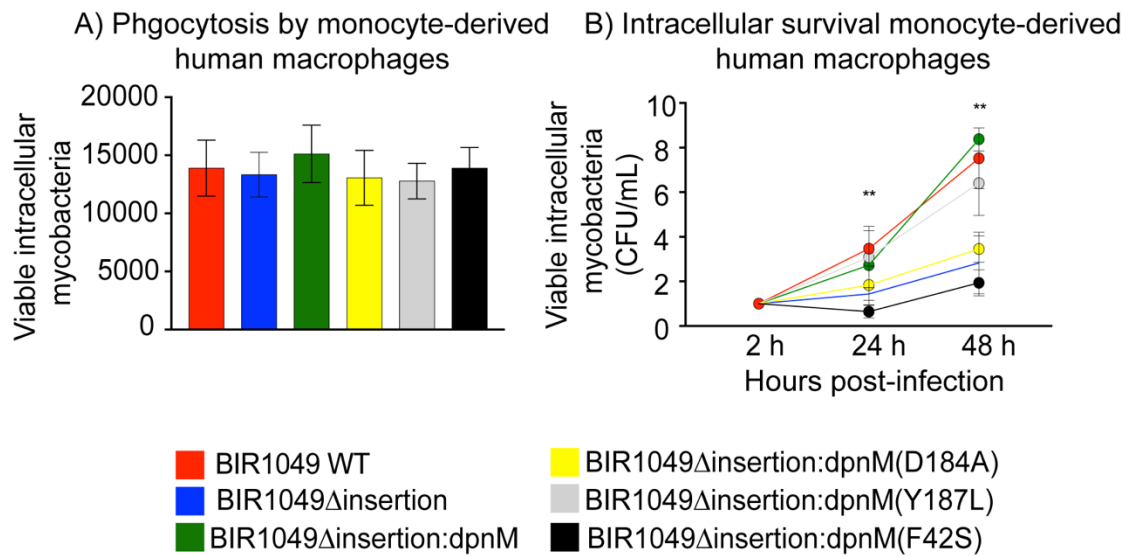 A) Phgocytosis by monocyte-derived
human macrophages
Viable intracellular
mycobacteria
20000
15000
10000
5000
0
B) Intracellular survival monocyte-derived
human macrophages
Viable intracellular
mycobacteria
(CFU/mL)
10
8
6
4
2
0
**
**
2 h
24 h
48 h
Hours post-infection
BIR1049 WT
BIR1049Δinsertion
BIR1049Δinsertion:dpnM
BIR1049Δinsertion:dpnM(D184A)
BIR1049Δinsertion:dpnM(Y187L)
BIR1049Δinsertion:dpnM(F42S)